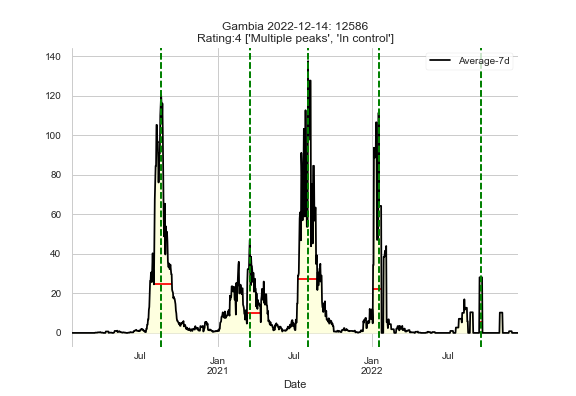 Gambia 2022-12-14: 12586
Rating:4 ['Multiple peaks', 'In control']
Average-7d
140
120
100
80
60
40
20
0
Jul
Jan
2021
Jul
Jan
2022
Jul
Date